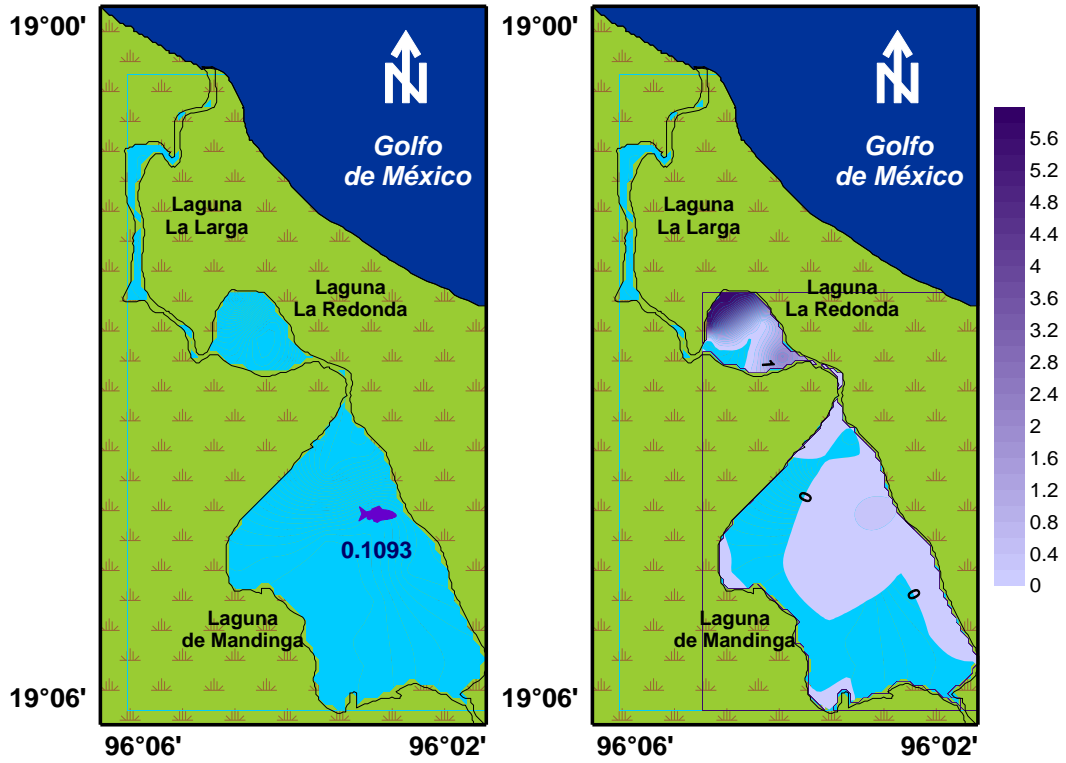 19°00'
N
Golfo
de México
Laguna
La Larga
Laguna
La Redonda
0.1093
Laguna
de Mandinga
19°06'
96°06'
96°02'
19°00'
N
Golfo
de México
Laguna
La Larga
Laguna
La Redonda
1
0
0
Laguna
de Mandinga
19°06'
96°06'
96°02'
5.6
5.2
4.8
4.4
4
3.6
3.2
2.8
2.4
2
1.6
1.2
0.8
0.4
0